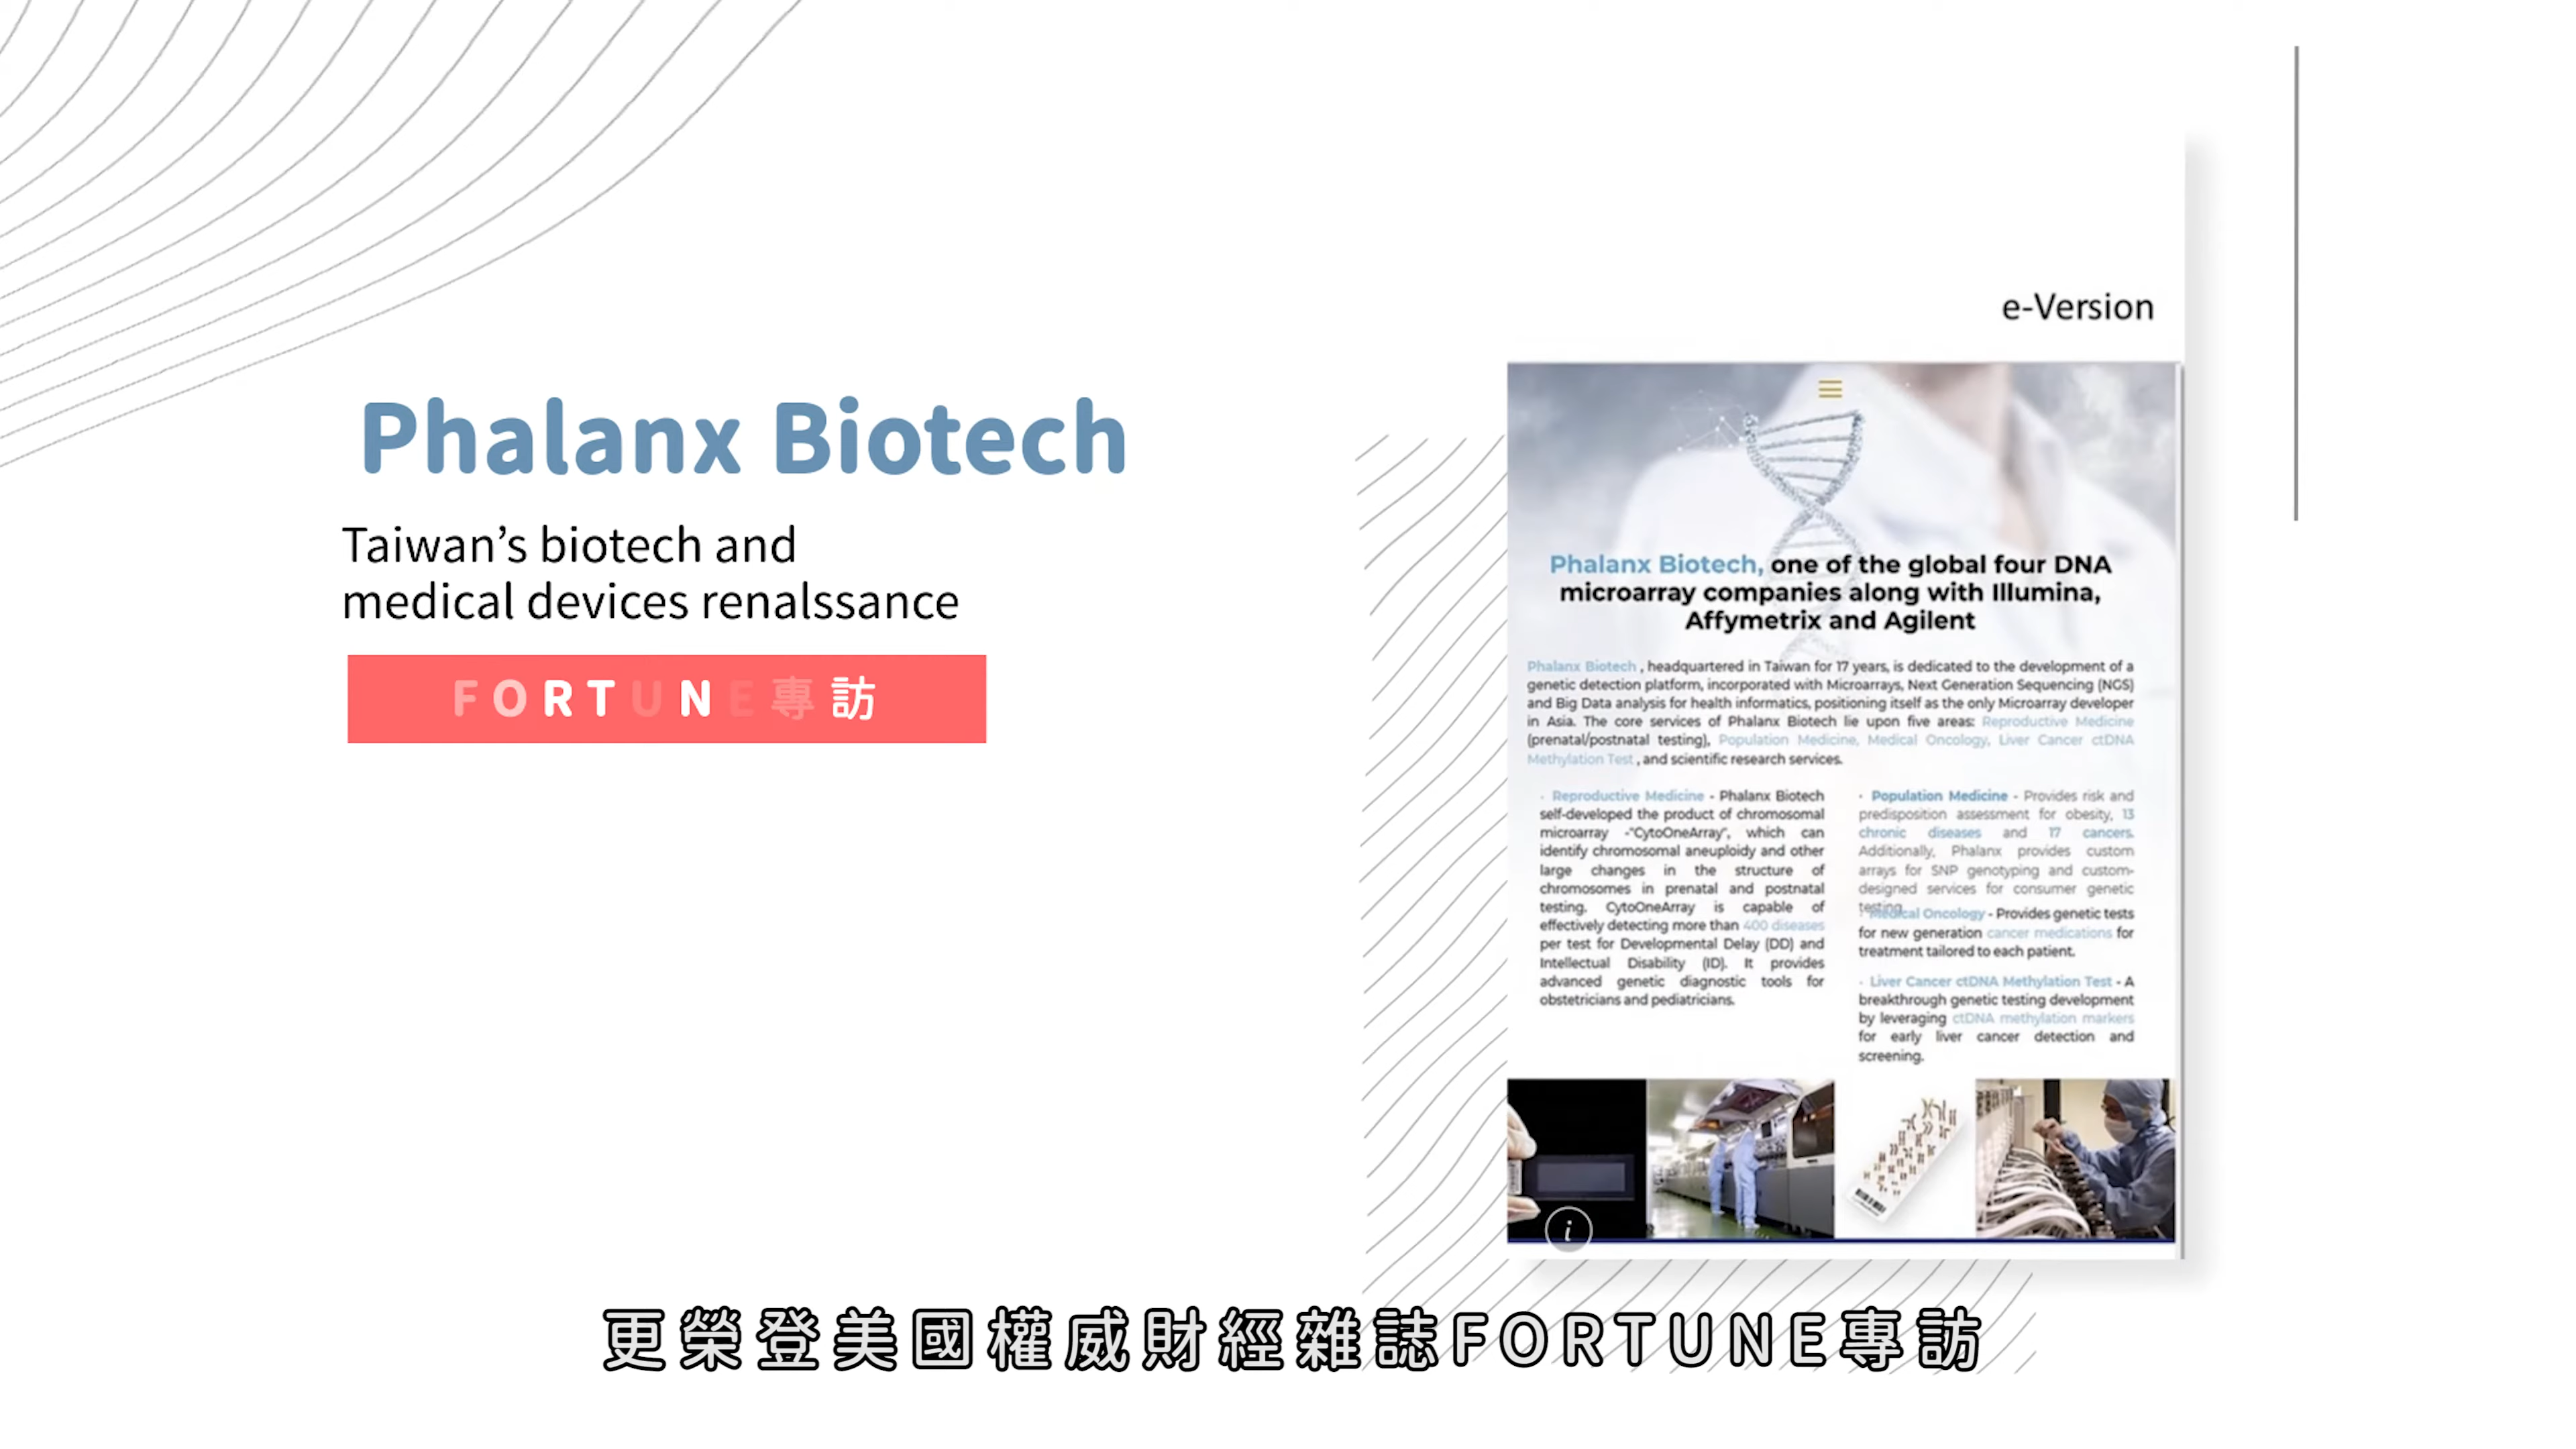 Phalanx Biotech
Taiwan’s biotech and
medical devices renalssance
FORTUNE專訪
e-Version
Phalanx Biotech, one of the global four DNA
microarray companies along with Illumina,
Affymetrix and Agilent
Phalanx Biotech , headquartered in Taiwan for 17 years, is dedicated to the development of a
genetic detection platform, incorporated with Microarrays, Next Generation Sequencing (NGS)
and Big Data analysis for health informatics, positioning itself as the only Microarray developer
in Asia. The core services of Phalanx Biotech lie upon five areas: Reproductive Medicine
(prenatal/postnatal testing), Population Medicine, Medical Oncology, Liver Cancer ctDNA
Methylation Test , and scientific research services.
· Reproductive Medicine - Phalanx Biotech
self-developed the product of chromosomal
microarray -"CytoOneArray", which can
identify chromosomal aneuploidy and other
large changes in the structure of
chromosomes in prenatal and postnatal
testing. CytoOneArray is capable of
effectively detecting more than 400 diseases
per test for Developmental Delay (DD) and
Intellectual Disability (ID). It provides
advanced genetic diagnostic tools for
obstetricians and pediatricians.
· Population Medicine - Provides risk and
predisposition assessment for obesity, 13
chronic diseases and 17 cancers.
Additionally, Phalanx provides custom
arrays for SNP genotyping and custom-
designed services for consumer genetic
testing.
· Medical Oncology - Provides genetic tests
for new generation cancer medications for
treatment tailored to each patient.
· Liver Cancer ctDNA Methylation Test - A
breakthrough genetic testing development
by leveraging ctDNA methylation markers
for early liver cancer detection and
screening.
i
更榮登美國權威財經雜誌FORTUNE專訪